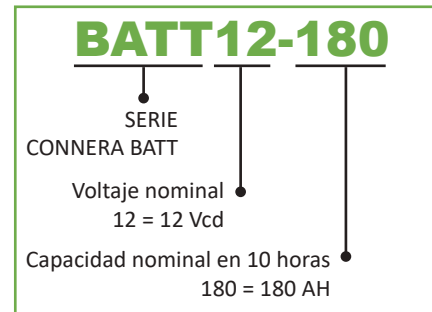 BATT12-180
SERIE
CONNERA BATT
Voltaje nominal
12 = 12 Vcd
Capacidad nominal en 10 horas
180 = 180 AH